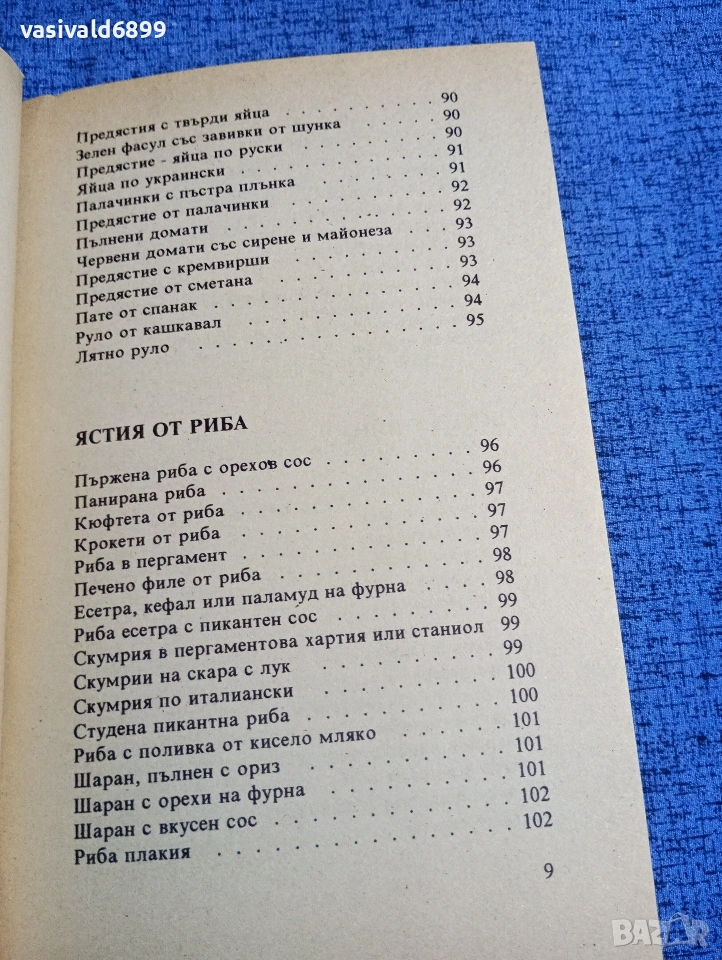 vasivald6899
Предястия с твърди яйца . . . . . . . . 90
Зелен фасул със завивки от шунка . . . . . 90
Предястие - яйца по руски . . . . . . . 90
Яйца по украински . . . . . . . . . 91
Палачинки с пъстра плънка . . . . . . . 91
Предястие от палачинки . . . . . . . . 92
Пълнени домати . . . . . . . . . . 92
Червени домати със сирене и майонеза . . . 93
Предястие с кремвирши . . . . . . . . 93
Предястие от сметана . . . . . . . . . 93
Пате от спанак . . . . . . . . . . . 94
Руло от кашкавал . . . . . . . . . . 94
Лятно руло . . . . . . . . . . . . 95
ЯСТИЯ ОТ РИБА
Пържена риба с орехов сос . . . . . . . 96
Панирана риба . . . . . . . . . . . 96
Кюфтета от риба . . . . . . . . . . 97
Крокети от риба . . . . . . . . . . 97
Риба в пергамент . . . . . . . . . . 97
Печено филе от риба . . . . . . . . . 98
Есетра, кефал или паламуд на фурна . . . . 98
Риба есетра с пикантен сос . . . . . . . 99
Скумрия в пергаментова хартия или станиол 99
Скумрии на скара с лук . . . . . . . . 99
Скумрия по италиански . . . . . . . . 100
Студена пикантна риба . . . . . . . . 100
Риба с поливка от кисело мляко . . . . . 101
Шаран, пълнен с ориз . . . . . . . . . 101
Шаран с орехи на фурна . . . . . . . . 101
Шаран с вкусен сос . . . . . . . . . 102
Риба плакия . . . . . . . . . . . . 102
9
BAZAR